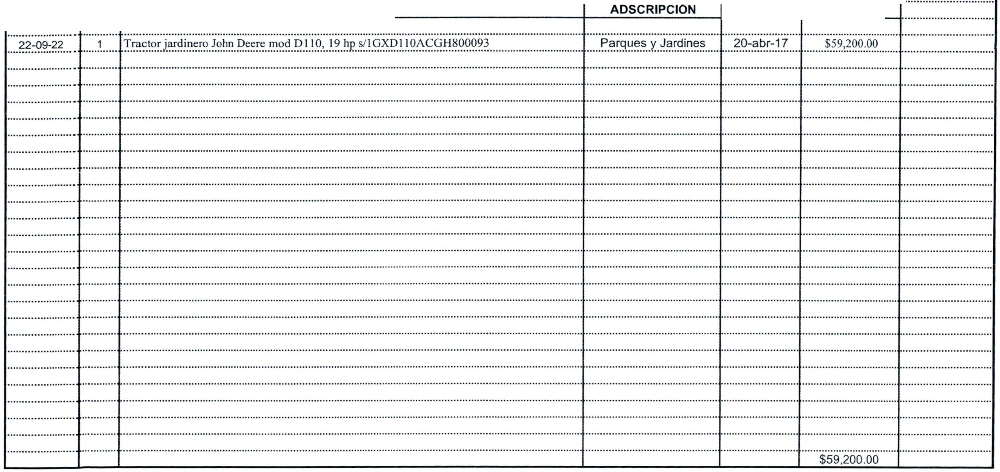 ADSCRIPCIÓN
22-09-22 1 Tractor jardinero John Deere mod D110, 19 hp s/1GXD110ACGH800093 Parques y Jardines 20-abr-17 $59,200.00
$59,200.00